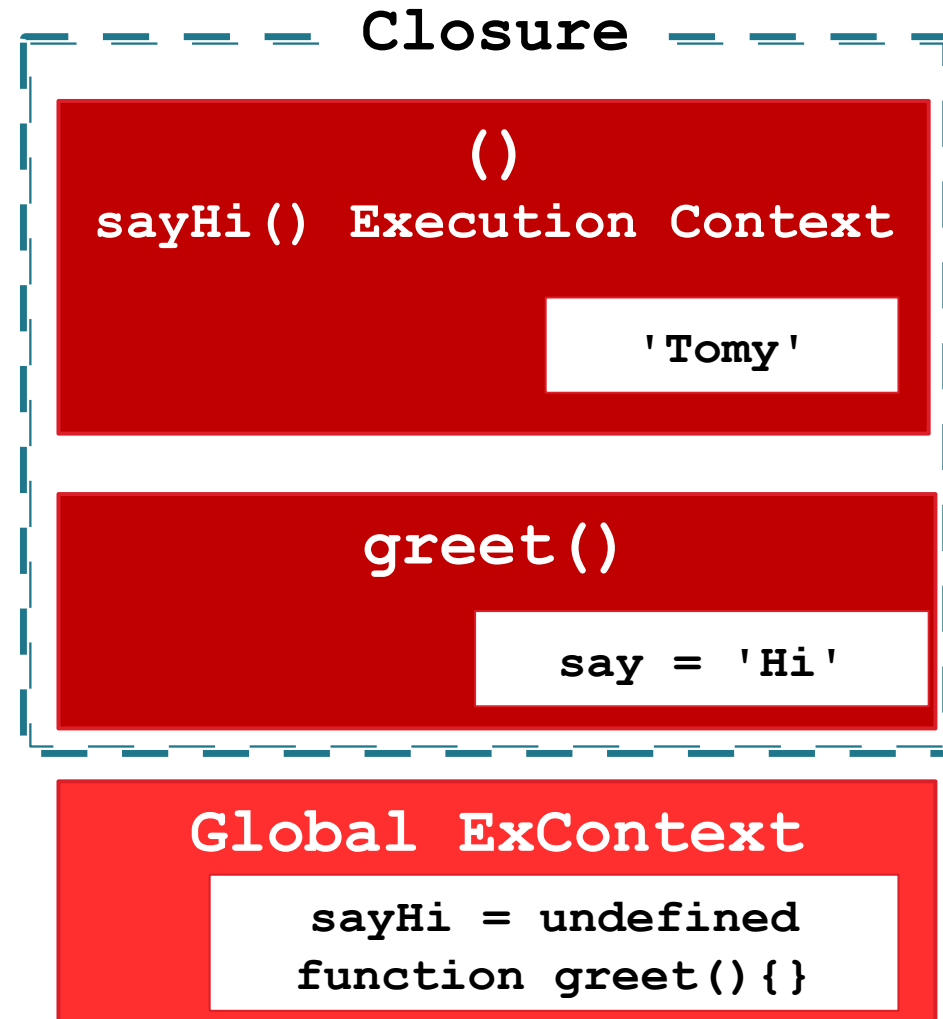 Closure
()
sayHi() Execution Context
'Tomy'
greet()
say = 'Hi'
Global ExContext
sayHi = undefined
function greet(){}